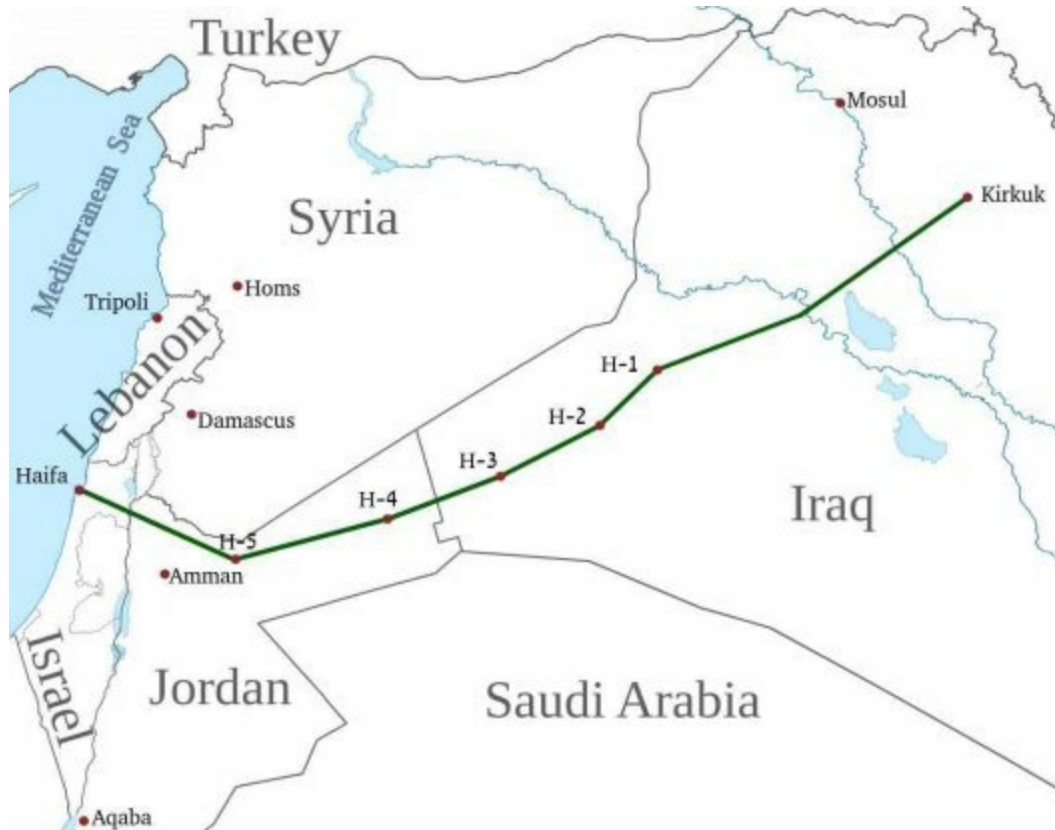 Turkey
Mosul
Mediterranean Sea
Kirkuk
Syria
Homs
Tripoli
Lebanon
H-1
H-2
Damascus
H-3
Haifa
H-4
Iraq
H-5
Amman
Israel
Jordan
Saudi Arabia
Aqaba